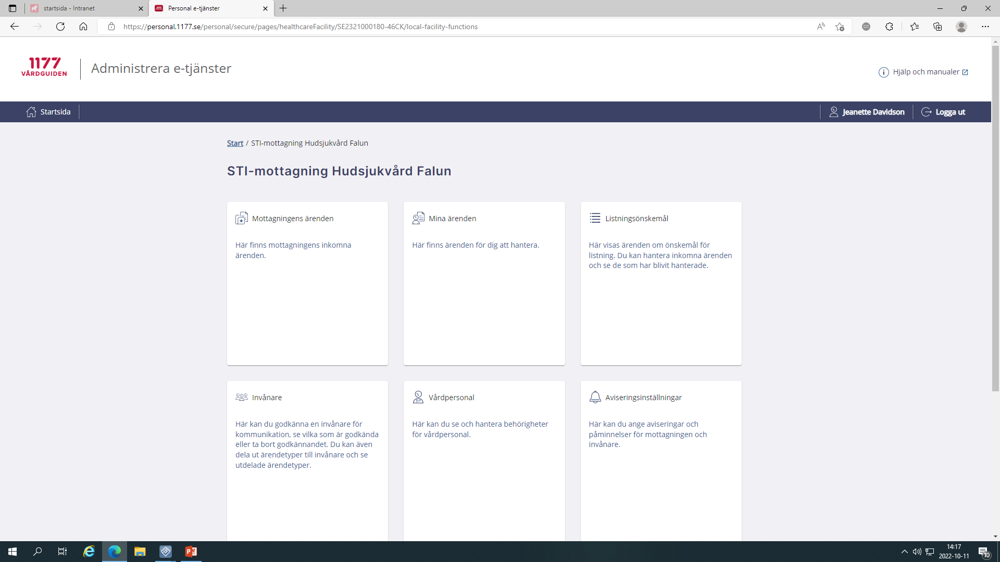 startsida - Intranet
Personal e-tjänster
https://personal.1177.se/personal/secure/pages/healthcareFacility/SE2321000180-46CK/local-facility-functions
1177
VÅRDGUIDEN
Administrera e-tjänster
Hjälp och manualer
Startsida
Jeanette Davidson
Logga ut
Start / STI-mottagning Hudsjukvård Falun
STI-mottagning Hudsjukvård Falun
Mottagningens ärenden
Här finns mottagningens inkomna
ärenden.
Mina ärenden
Här finns ärenden för dig att hantera.
Listningsönskemål
Här visas ärenden om önskemål för
listning. Du kan hantera inkomna ärenden
och se de som har blivit hanterade.
Invånare
Här kan du godkänna en invånare för
kommunikation, se vilka som är godkända
eller ta bort godkännandet. Du kan även
dela ut ärendetyper till invånare och se
utdelade ärendetyper.
Vårdpersonal
Här kan du se och hantera behörigheter
för vårdpersonal.
Aviseringsinställningar
Här kan du ange aviseringar och
påminnelser för mottagningen och
invånare.
14:17
2022-10-11
10